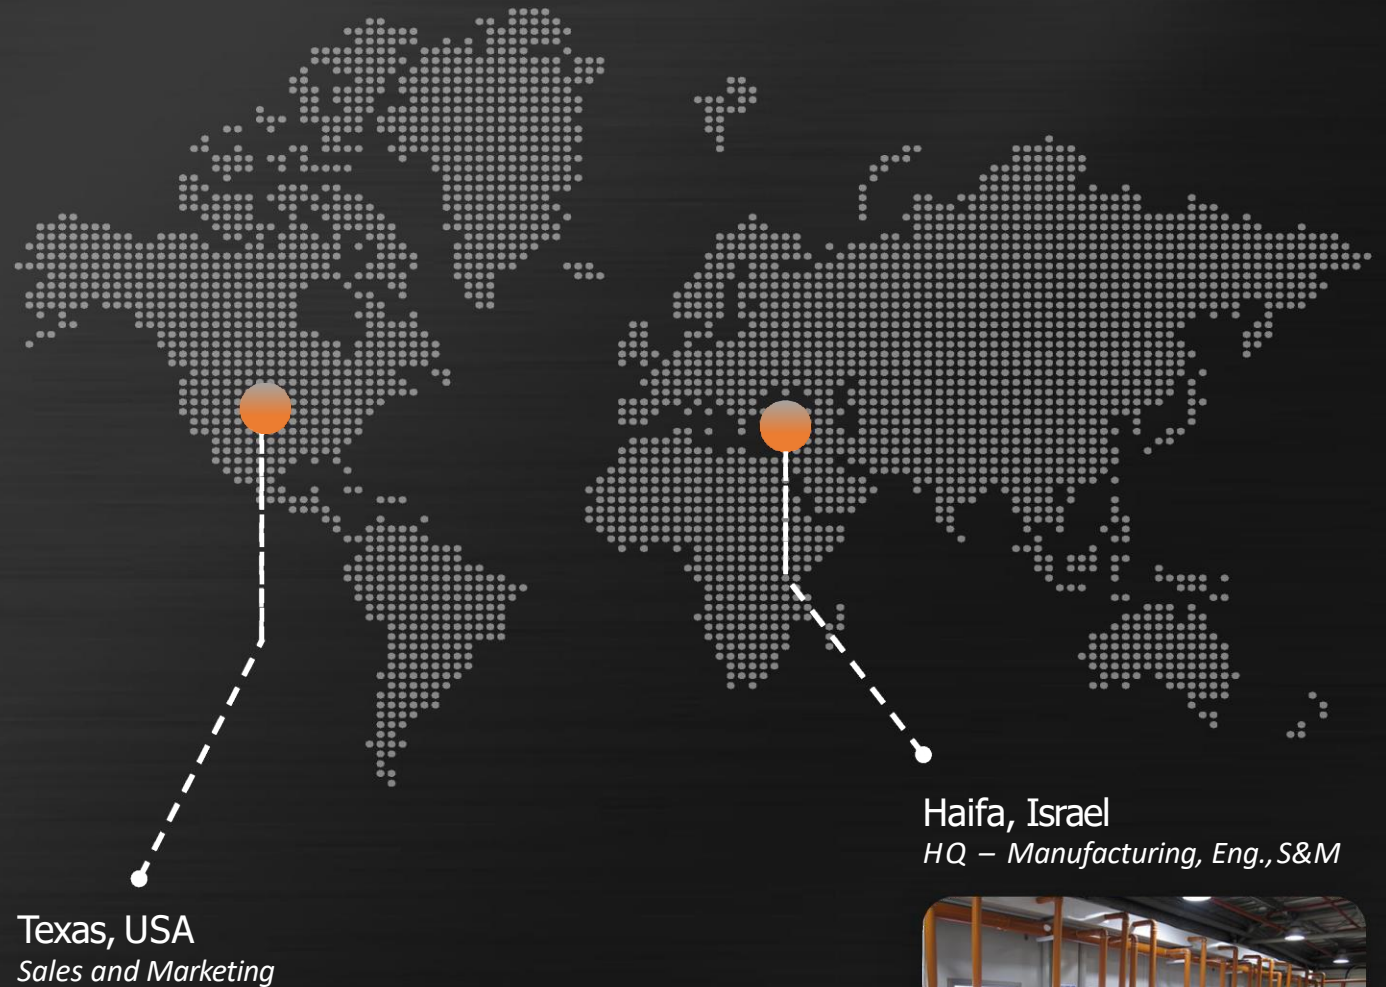 Haifa, Israel
HQ – Manufacturing, Eng., S&M
Texas, USA
Sales and Marketing